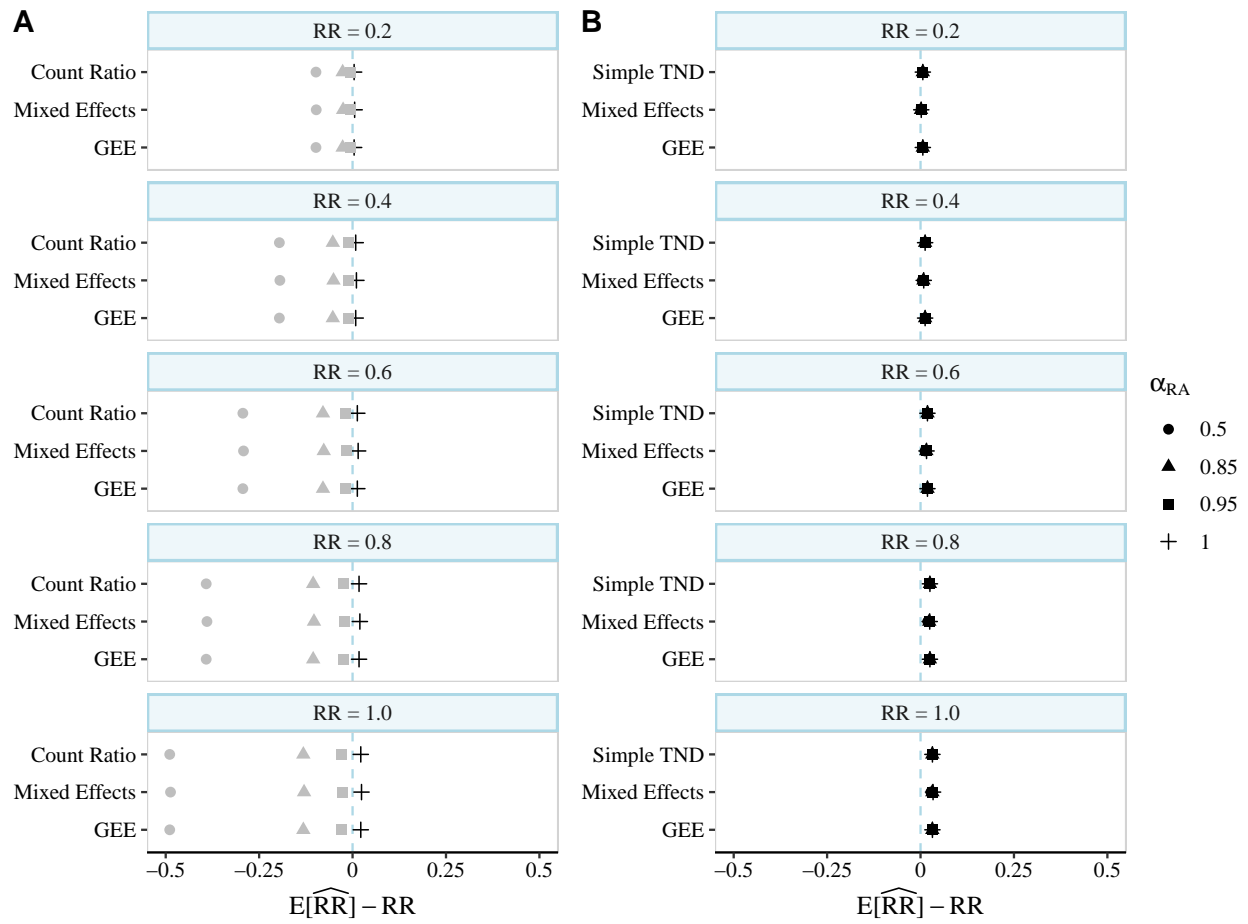 A
RR = 0.2
Count Ratio
Mixed Effects
GEE
RR = 0.4
Count Ratio
Mixed Effects
GEE
RR = 0.6
Count Ratio
Mixed Effects
GEE
RR = 0.8
Count Ratio
Mixed Effects
GEE
RR = 1.0
Count Ratio
Mixed Effects
GEE
−0.5 −0.25 0 0.25 0.5
E[R̂R̂] − RR
B
RR = 0.2
Simple TND
Mixed Effects
GEE
RR = 0.4
Simple TND
Mixed Effects
GEE
RR = 0.6
Simple TND
Mixed Effects
GEE
RR = 0.8
Simple TND
Mixed Effects
GEE
RR = 1.0
Simple TND
Mixed Effects
GEE
−0.5 −0.25 0 0.25 0.5
E[R̂R̂] − RR
α_RA
0.5
0.85
0.95
1